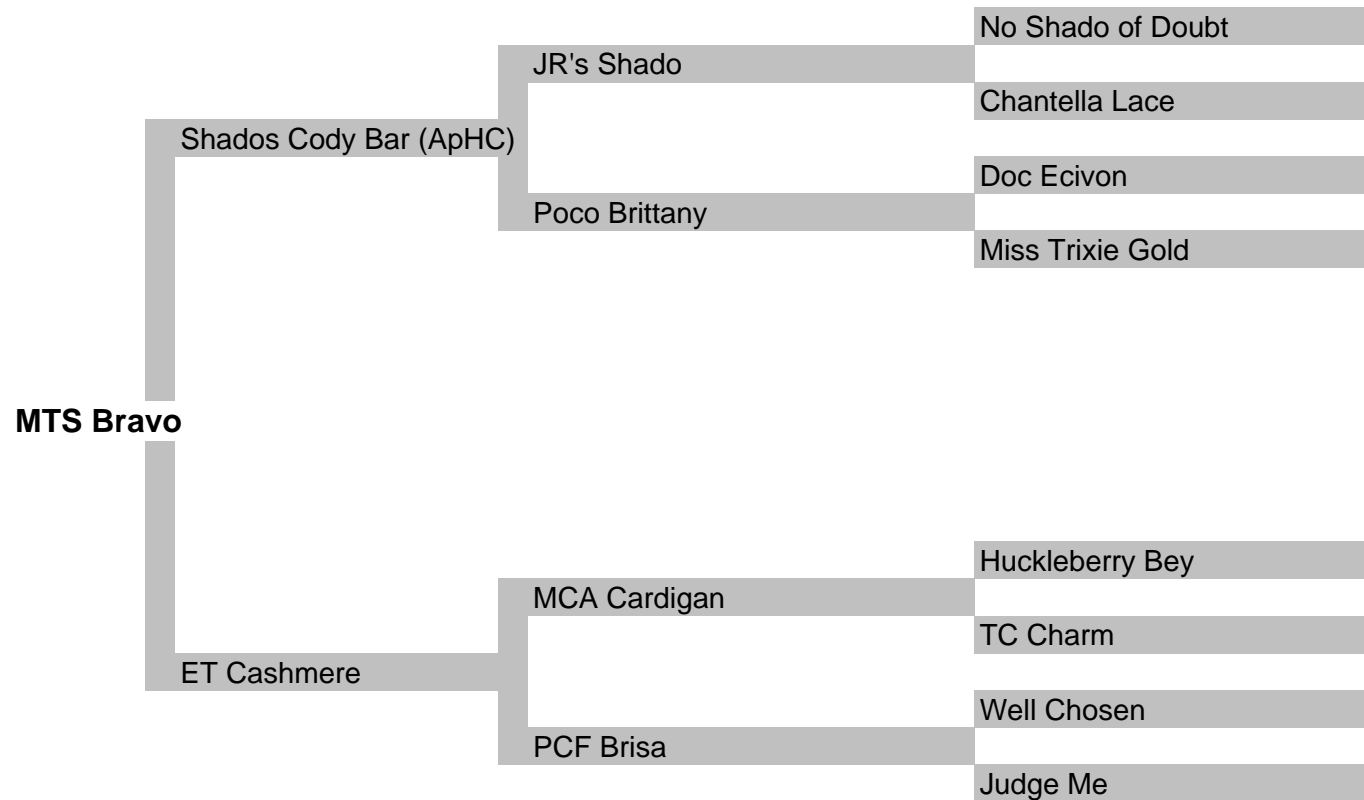 No Shado of Doubt
JR's Shado
Chantella Lace
Shados Cody Bar (ApHC)
Doc Ecivon
Poco Brittany
Miss Trixie Gold
MTS Bravo
Huckleberry Bey
MCA Cardigan
TC Charm
ET Cashmere
Well Chosen
PCF Brisa
Judge Me